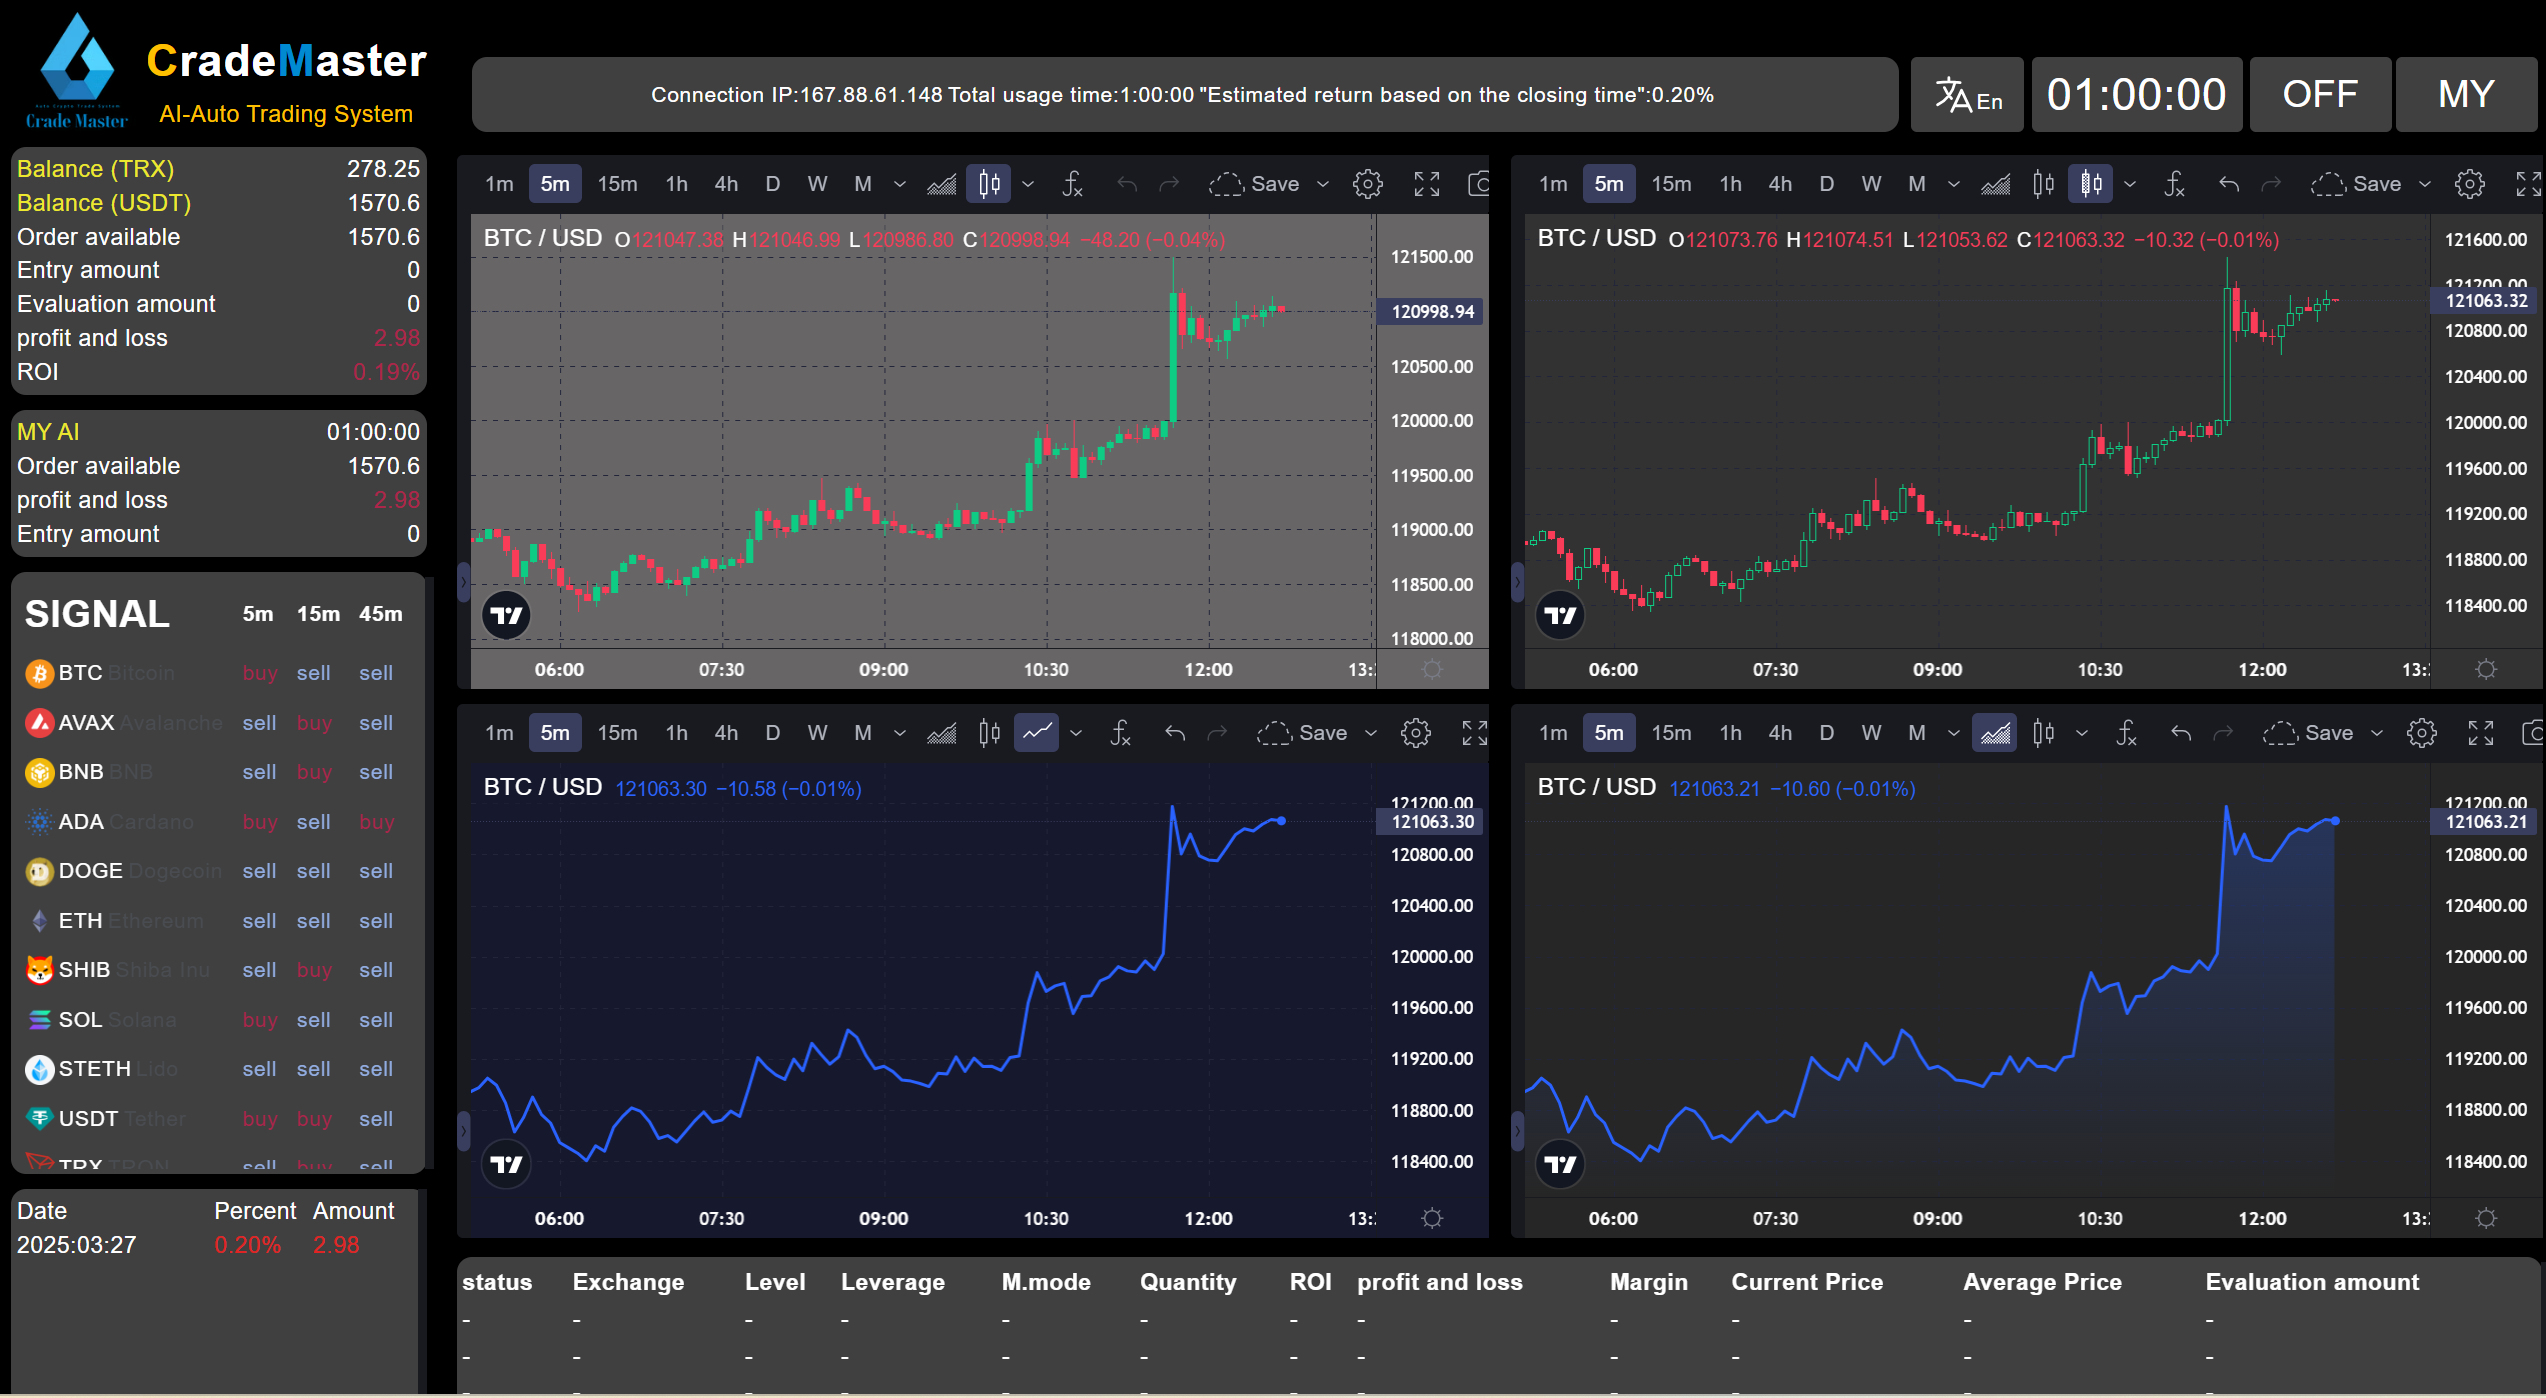 CradeMaster
AI-Auto Trading System
Crade Master
Connection IP:167.88.61.148 Total usage time:1:00:00 "Estimated return based on the closing time":0.20%
En
01:00:00
OFF
MY
Balance (TRX) 278.25
Balance (USDT) 1570.6
Order available 1570.6
Entry amount 0
Evaluation amount 0
profit and loss 2.98
ROI 0.19%
MY AI 01:00:00
Order available 1570.6
profit and loss 2.98
Entry amount 0
SIGNAL 5m 15m 45m
BTC Bitcoin buy sell sell
AVAX Avalanche sell buy sell
BNB BNB sell buy sell
ADA Cardano buy sell buy
DOGE Dogecoin sell sell sell
ETH Ethereum sell sell sell
SHIB Shiba Inu sell buy sell
SOL Solana buy sell sell
STETH Lido sell sell sell
USDT Tether buy buy sell
TRX TRON sell buy sell
Date Percent Amount
2025:03:27 0.20% 2.98
1m 5m 15m 1h 4h D W M Save
BTC / USD O121047.38 H121046.99 L120986.80 C120998.94 −48.20 (−0.04%)
121500.00
120998.94
120500.00
120000.00
119500.00
119000.00
118500.00
118000.00
06:00 07:30 09:00 10:30 12:00
1m 5m 15m 1h 4h D W M Save
BTC / USD O121073.76 H121074.51 L121053.62 C121063.32 −10.32 (−0.01%)
121600.00
121200.00
121063.32
120800.00
120400.00
120000.00
119600.00
119200.00
118800.00
118400.00
06:00 07:30 09:00 10:30 12:00
1m 5m 15m 1h 4h D W M Save
BTC / USD 121063.30 −10.58 (−0.01%)
121200.00
121063.30
120800.00
120400.00
120000.00
119600.00
119200.00
118800.00
118400.00
06:00 07:30 09:00 10:30 12:00
1m 5m 15m 1h 4h D W M Save
BTC / USD 121063.21 −10.60 (−0.01%)
121200.00
121063.21
120800.00
120400.00
120000.00
119600.00
119200.00
118800.00
118400.00
06:00 07:30 09:00 10:30 12:00
status Exchange Level Leverage M.mode Quantity ROI profit and loss Margin Current Price Average Price Evaluation amount
- - - - - - - - - - - -
- - - - - - - - - - - -